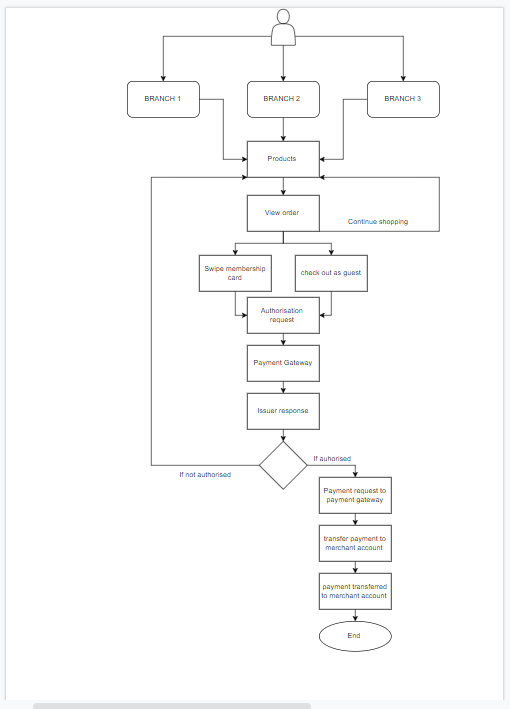 BRANCH 1
BRANCH 2
BRANCH 3
Products
View order
Continue shopping
Swipe membership
card
check out as guest
Authorisation
request
Payment Gateway
Issuer response
If auhorised
If not authorised
Payment request to
payment gateway
transfer payment to
merchant account
payment transferred
to merchant account
End